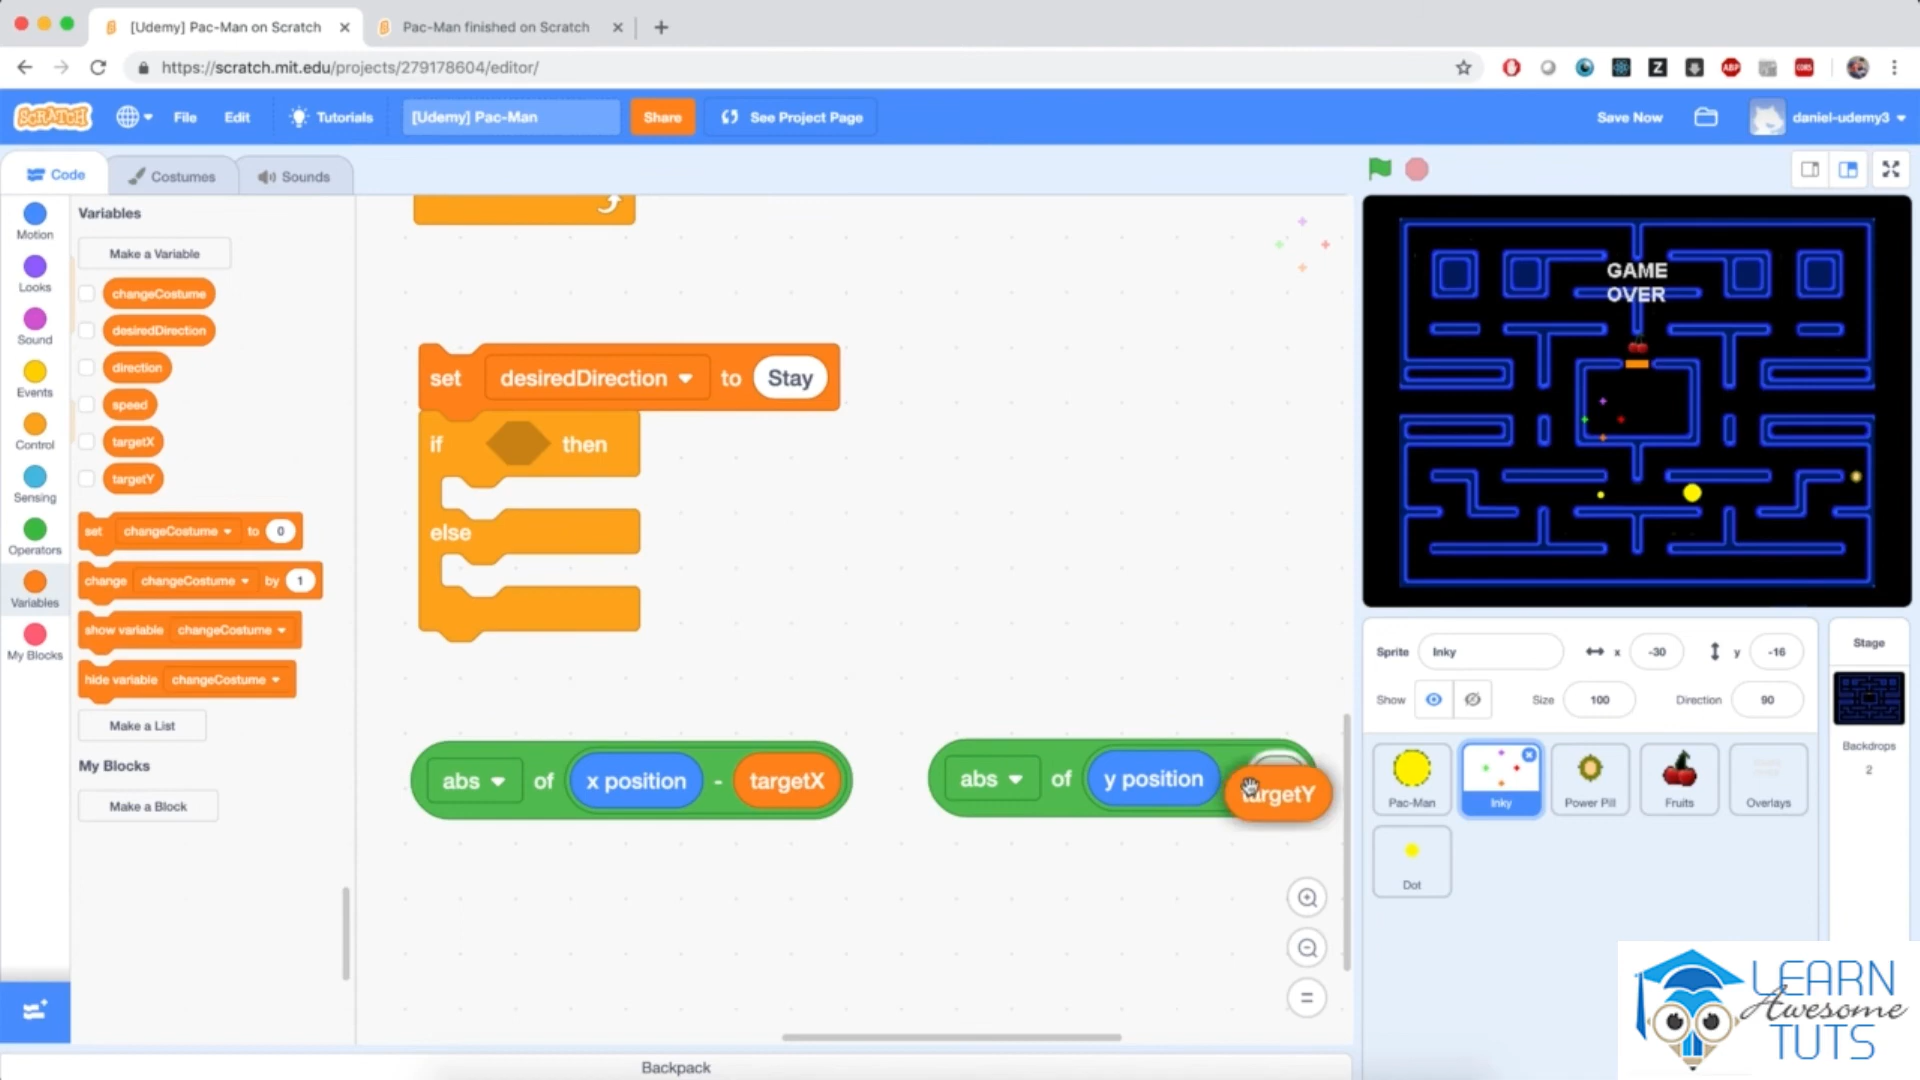 [Udemy] Pac-Man on Scratch
Pac-Man finished on Scratch
https://scratch.mit.edu/projects/279178604/editor/
Z
ABP
CORS
SCRATCH
File
Edit
Tutorials
[Udemy] Pac-Man
Share
See Project Page
Save Now
daniel-udemy3
Code
Costumes
Sounds
Motion
Looks
Sound
Events
Control
Sensing
Operators
Variables
My Blocks
Variables
Make a Variable
changeCostume
desiredDirection
direction
speed
targetX
targetY
set changeCostume to 0
change changeCostume by 1
show variable changeCostume
hide variable changeCostume
Make a List
My Blocks
Make a Block
set desiredDirection to Stay
if then
else
abs of x position - targetX
abs of y position
targetY
Backpack
GAME
OVER
Sprite Inky x -30 y -16
Show Size 100 Direction 90
Pac-Man
Inky
Power Pill
Fruits
Overlays
Dot
Stage
Backdrops
2
LEARN
Awesome
TUTS